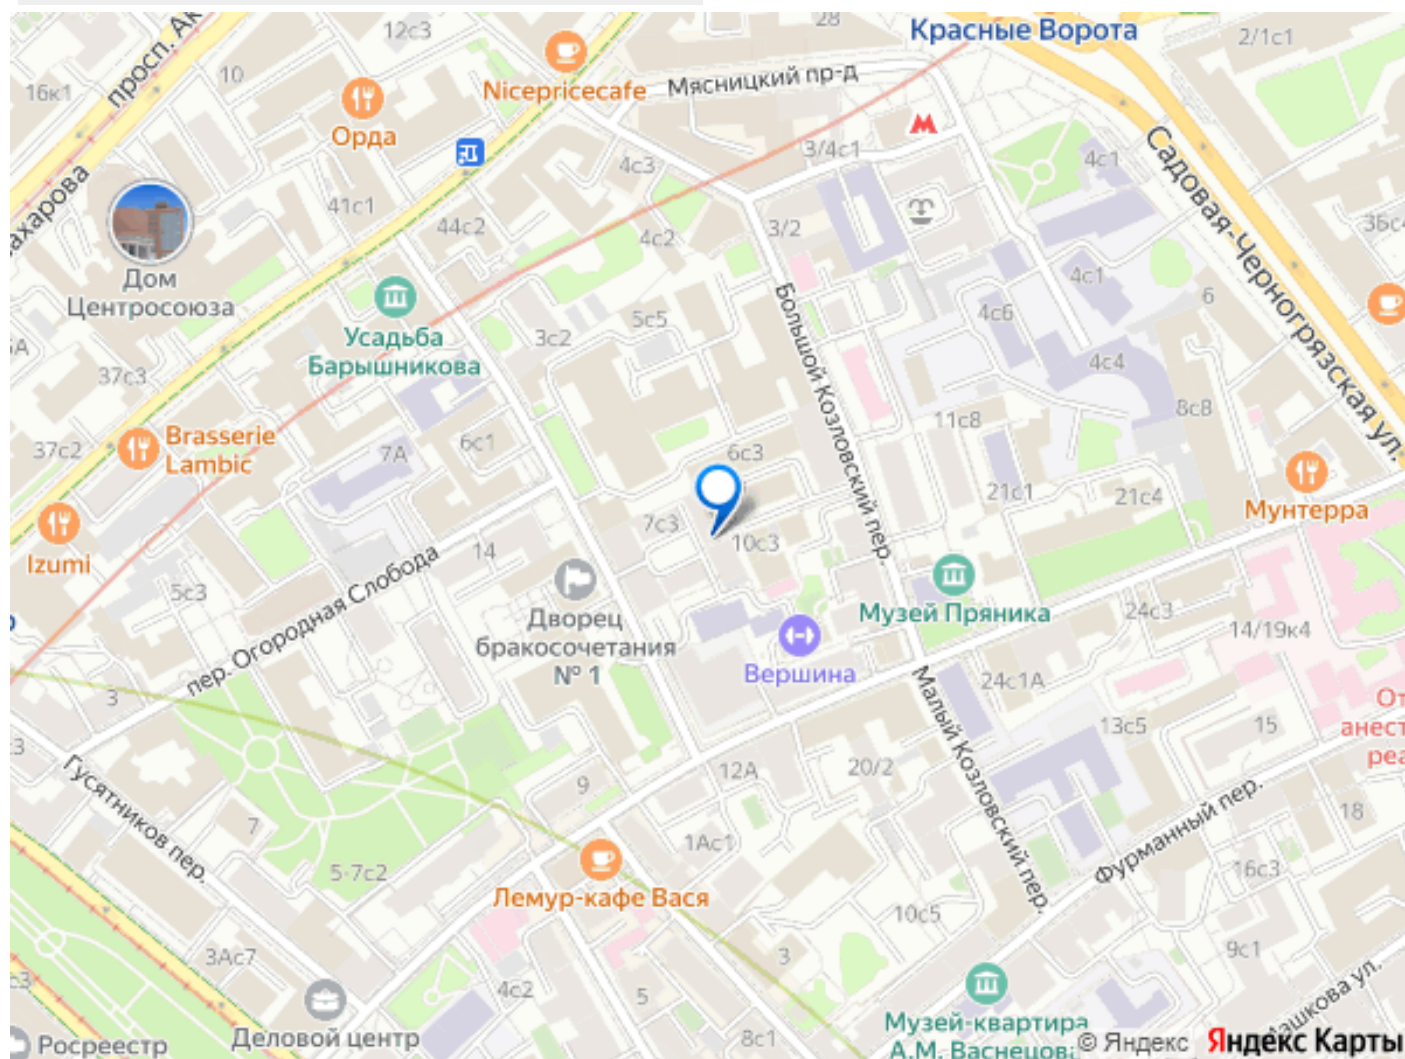 28
Красные Ворота
2/1с1
12с3
просп. Ак
10
16к1
Nicepricecafe
Мясницкий пр-д
Орда
3/4с1
4с3
4с1
Садовая-Черногрязская ул.
ахарова
41с1
44с2
4с2
3/2
36с4
Дом
Центросоюза
4с1
6
Большой Козловский пер.
Усадьба
Барышникова
3с2
5с5
4с6
37с3
4с4
8с8
11с8
37с2
Brasserie
Lambic
7А
6с1
6с3
21с1
21с4
Мунтерра
Izumi
7с3
10с3
14
5с3
пер. Огородная Слобода
Дворец
бракосочетания
№ 1
Музей Пряника
24с3
14/19к4
Вершина
3
24с1А
Малый Козловский пер.
13с5
15
От
анест
реа
Гусятников пер.
9
12А
20/2
7
1Ас1
18
Фурманный пер.
5-7с2
16с3
Лемур-кафе Вася
10с5
3Ас7
3
9с1
4с2
5
8с1
Деловой центр
Росреестр
Музей-квартира
А.М. Васнецова
© Яндекс
Яндекс Карты